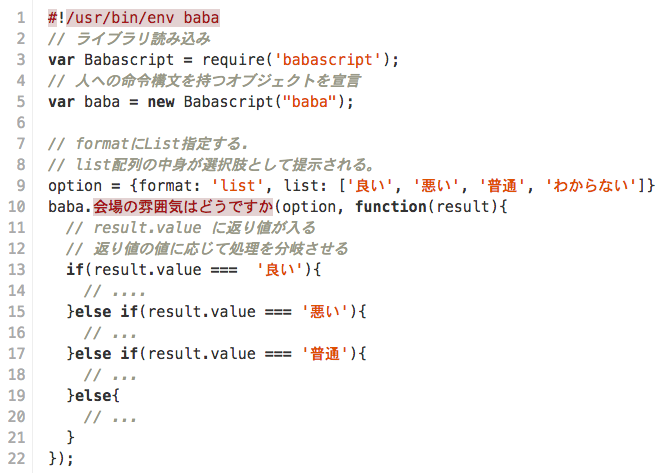 1 #!/usr/bin/env baba
2 // ライブラリ読み込み
3 var Babascript = require('babascript');
4 // 人への命令構文を持つオブジェクトを宣言
5 var baba = new Babascript("baba");
6
7 // formatにList指定する.
8 // list配列の中身が選択肢として提示される。
9 option = {format: 'list', list: ['良い', '悪い', '普通', 'わからない']}
10 baba.会場の雰囲気はどうですか(option, function(result){
11   // result.value に返り値が入る
12   // 返り値の値に応じて処理を分岐させる
13   if(result.value ===  '良い'){
14     // ....
15   }else if(result.value === '悪い'){
16     // ...
17   }else if(result.value === '普通'){
18     // ...
19   }else{
20     // ...
21   }
22 });